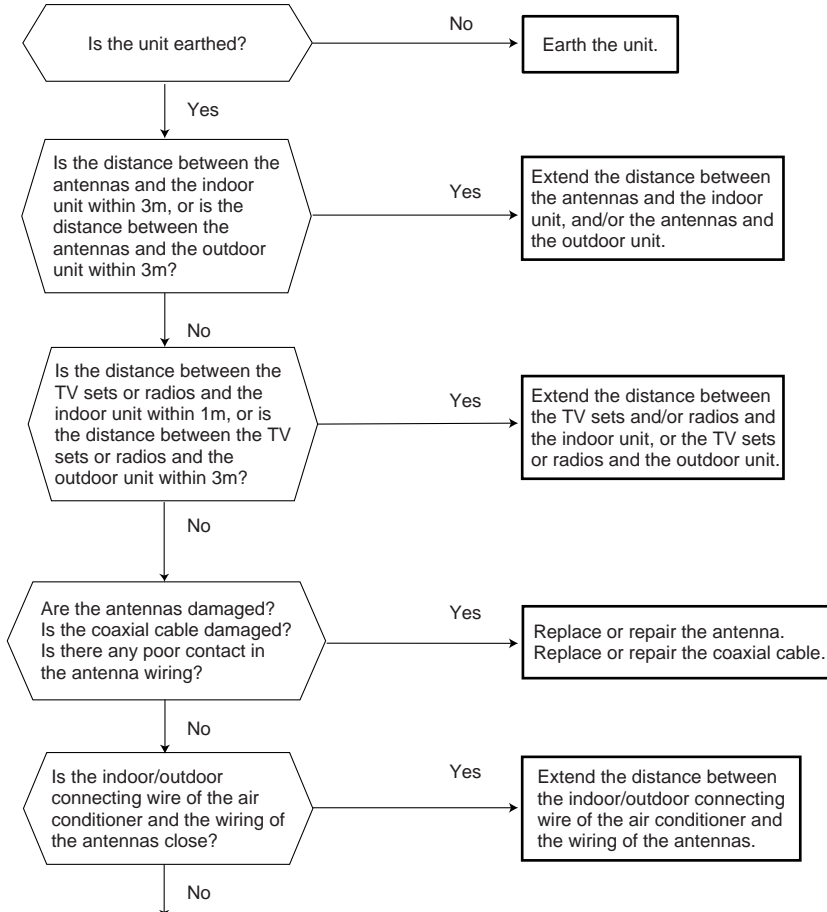 Is the unit earthed?
No
Earth the unit.
Yes
Is the distance between the
antennas and the indoor
unit within 3m, or is the
distance between the
antennas and the outdoor
unit within 3m?
Yes
Extend the distance between
the antennas and the indoor
unit, and/or the antennas and
the outdoor unit.
No
Is the distance between the
TV sets or radios and the
indoor unit within 1m, or is
the distance between the TV
sets or radios and the
outdoor unit within 3m?
Yes
Extend the distance between
the TV sets and/or radios and
the indoor unit, or the TV sets
or radios and the outdoor unit.
No
Are the antennas damaged?
Is the coaxial cable damaged?
Is there any poor contact in
the antenna wiring?
Yes
Replace or repair the antenna.
Replace or repair the coaxial cable.
No
Is the indoor/outdoor
connecting wire of the air
conditioner and the wiring of
the antennas close?
Yes
Extend the distance between
the indoor/outdoor connecting
wire of the air conditioner and
the wiring of the antennas.
No